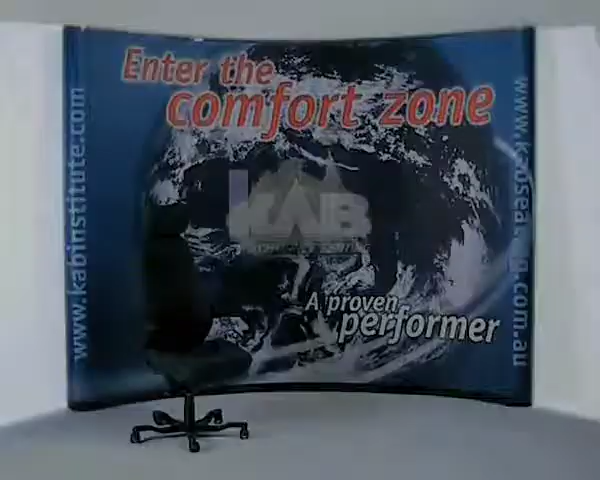 Enter the
comfort zone
www.kabinstitute.com
KAB
A proven
performer